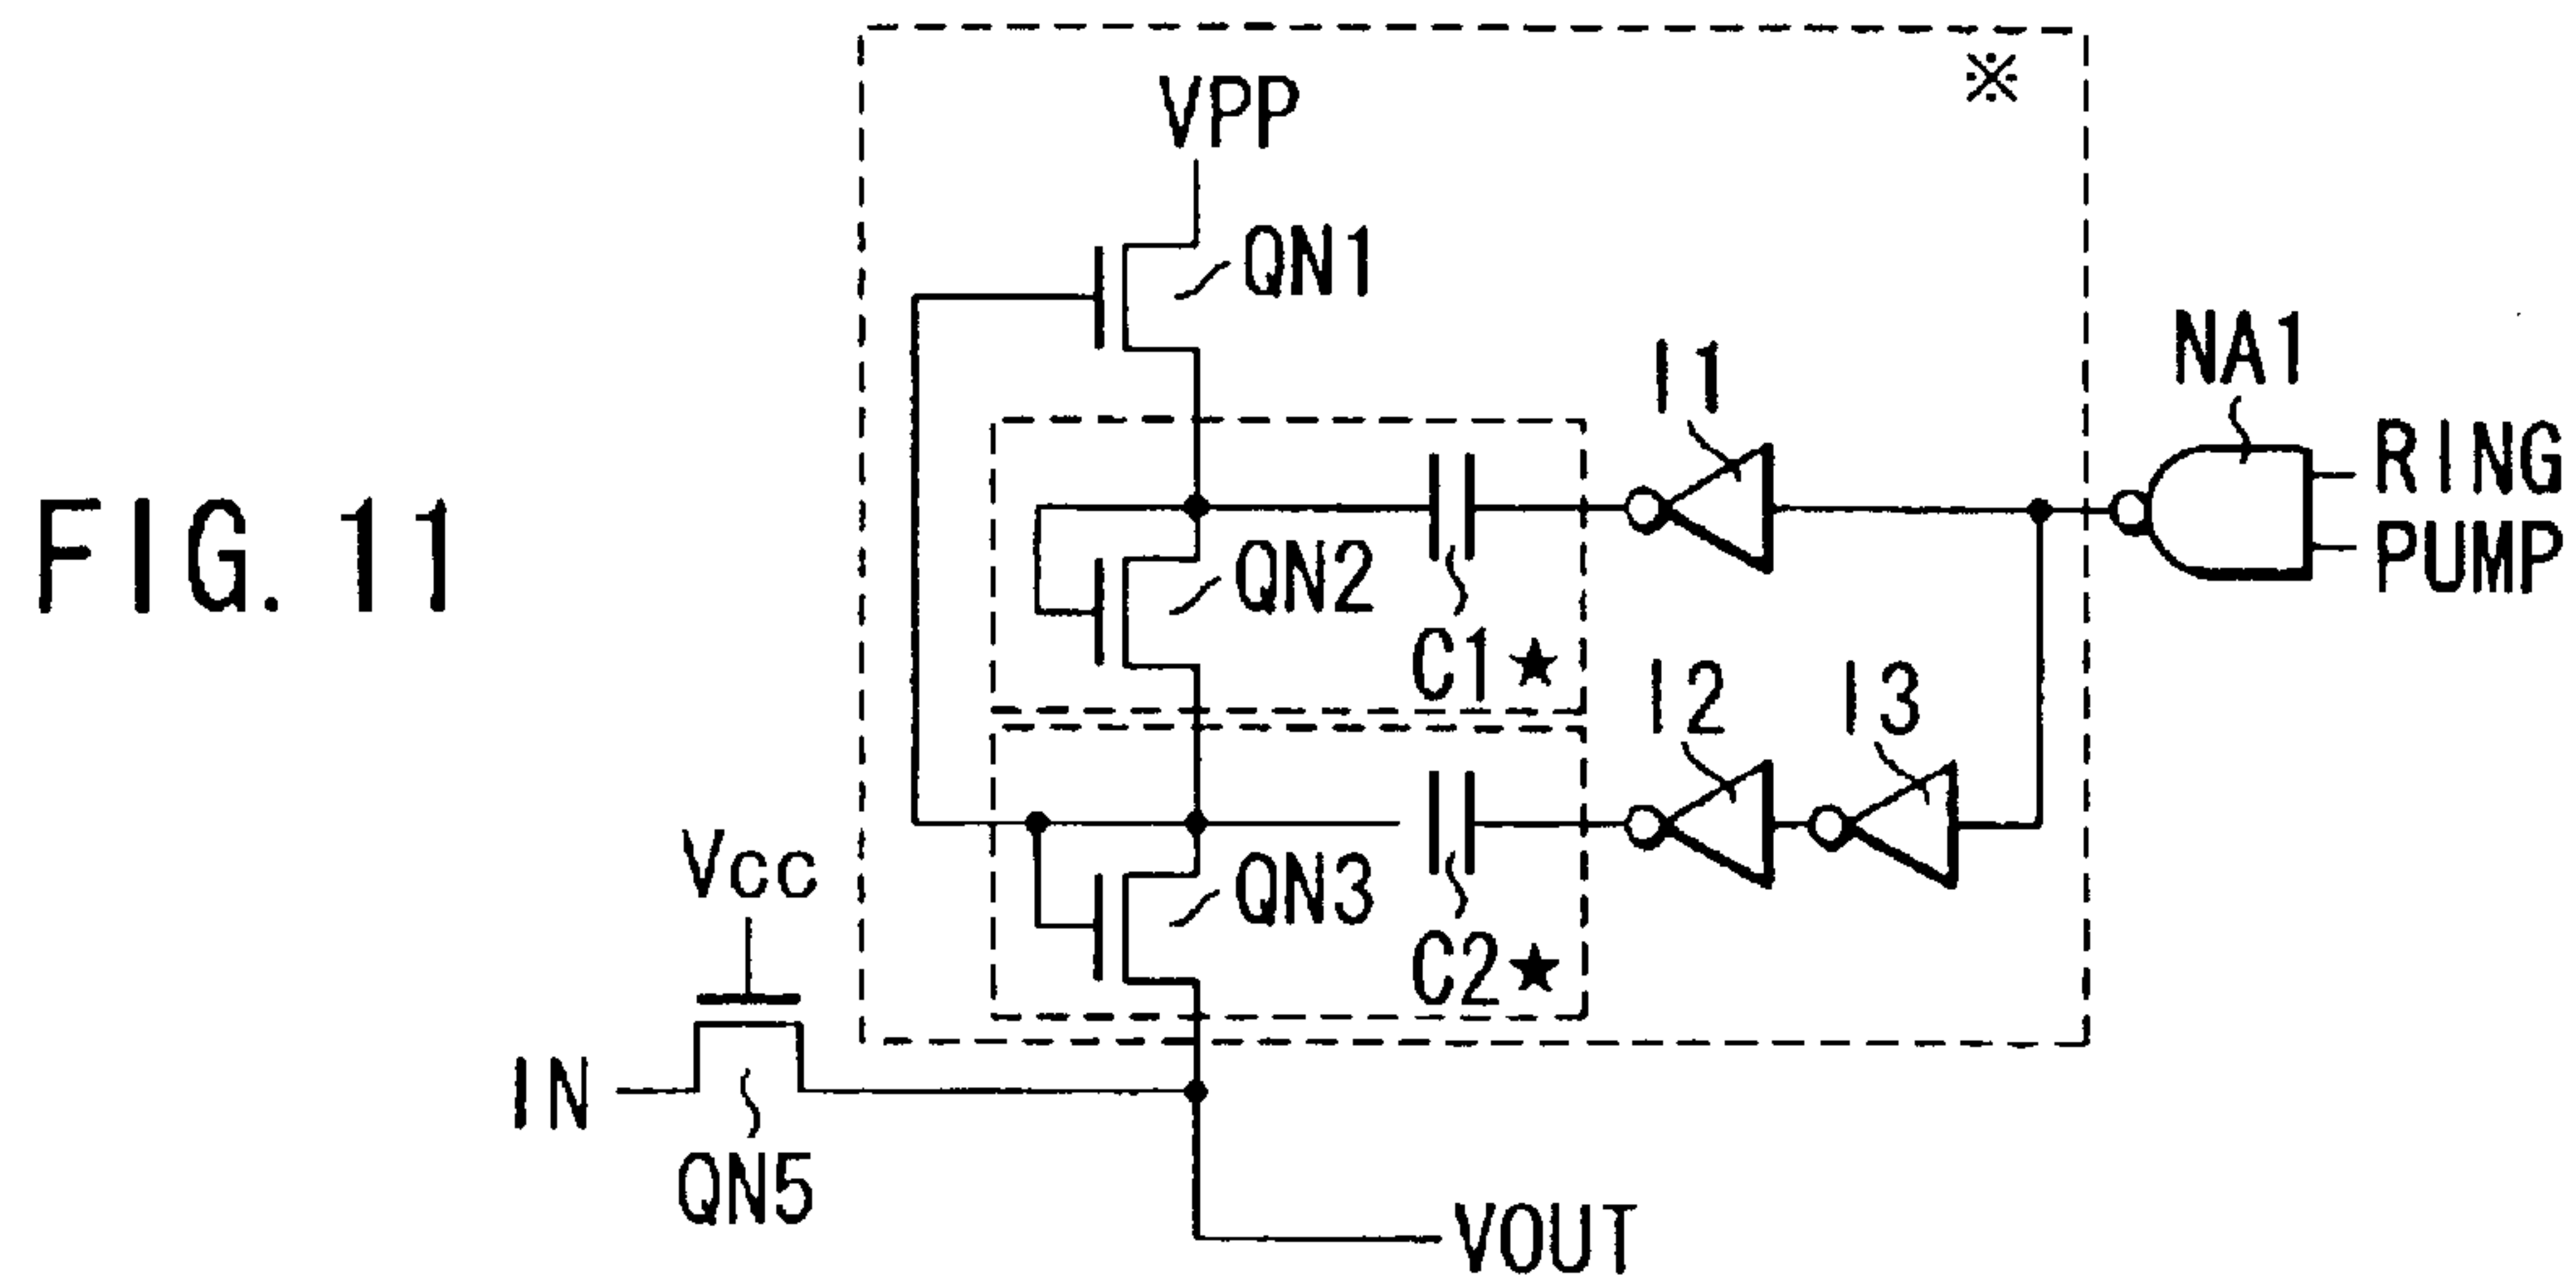 FIG. 11
※
VPP
QN1
I1
NA1
RING
PUMP
QN2
C1★
I2
I3
Vcc
QN3
C2★
IN
QN5
VOUT